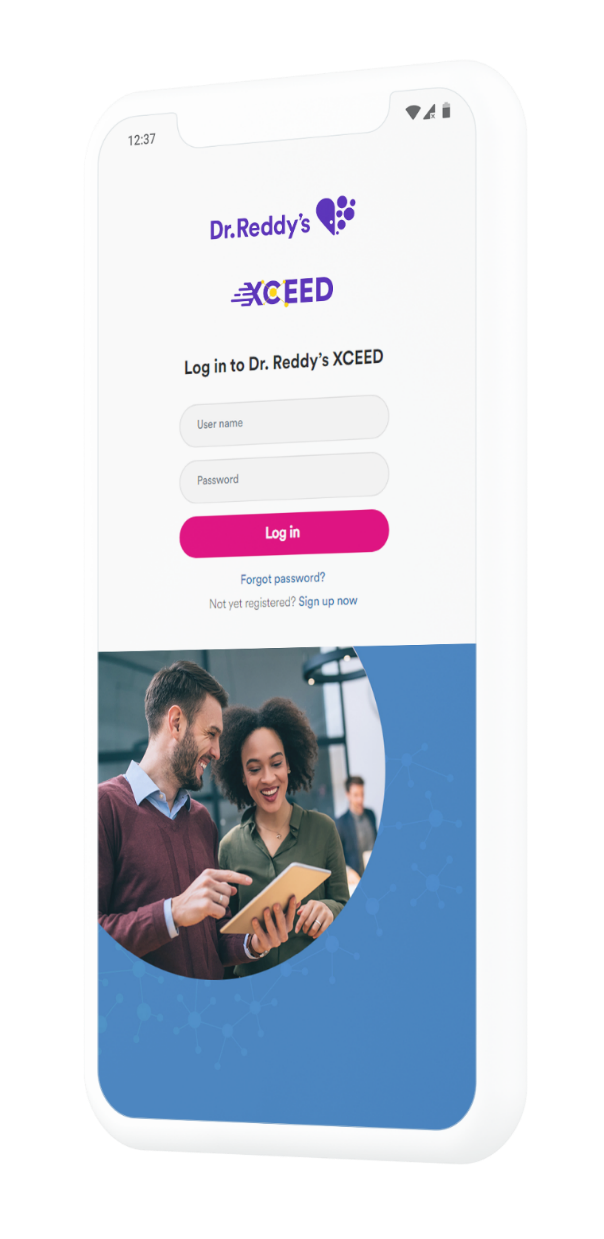 12:37
Dr.Reddy's
XCEED
Log in to Dr. Reddy's XCEED
User name
Password
Log in
Forgot password?
Not yet registered? Sign up now